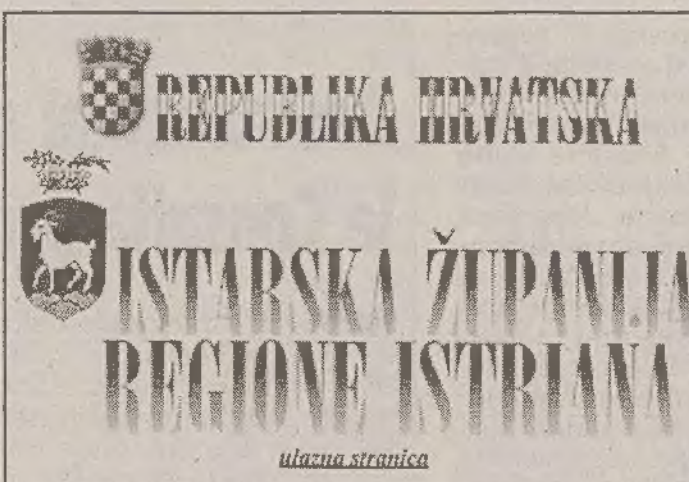 REPUBLIKA HRVATSKA
ISTARSKA ŽUPANIJA
REGIONE ISTRIANA
ulazna stranica